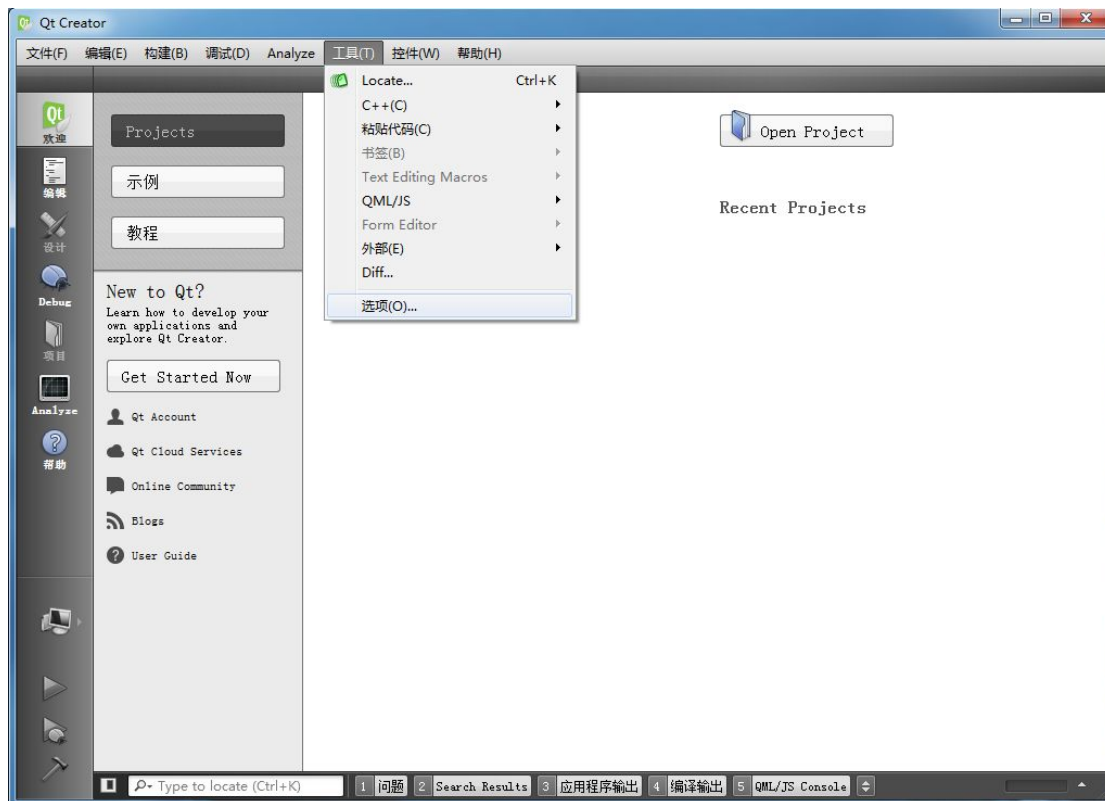 Qt Creator
文件(F) 编辑(E) 构建(B) 调试(D) Analyze 工具(T) 控件(W) 帮助(H)
Locate... Ctrl+K
C++(C)
粘贴代码(C)
书签(B)
Text Editing Macros
QML/JS
Form Editor
外部(E)
Diff...
选项(O)...
Qt
欢迎
编辑
设计
Debug
项目
Analyze
帮助
Projects
示例
教程
New to Qt?
Learn how to develop your
own applications and
explore Qt Creator.
Get Started Now
Qt Account
Qt Cloud Services
Online Community
Blogs
User Guide
Open Project
Recent Projects
Type to locate (Ctrl+K) 1 问题 2 Search Results 3 应用程序输出 4 编译输出 5 QML/JS Console